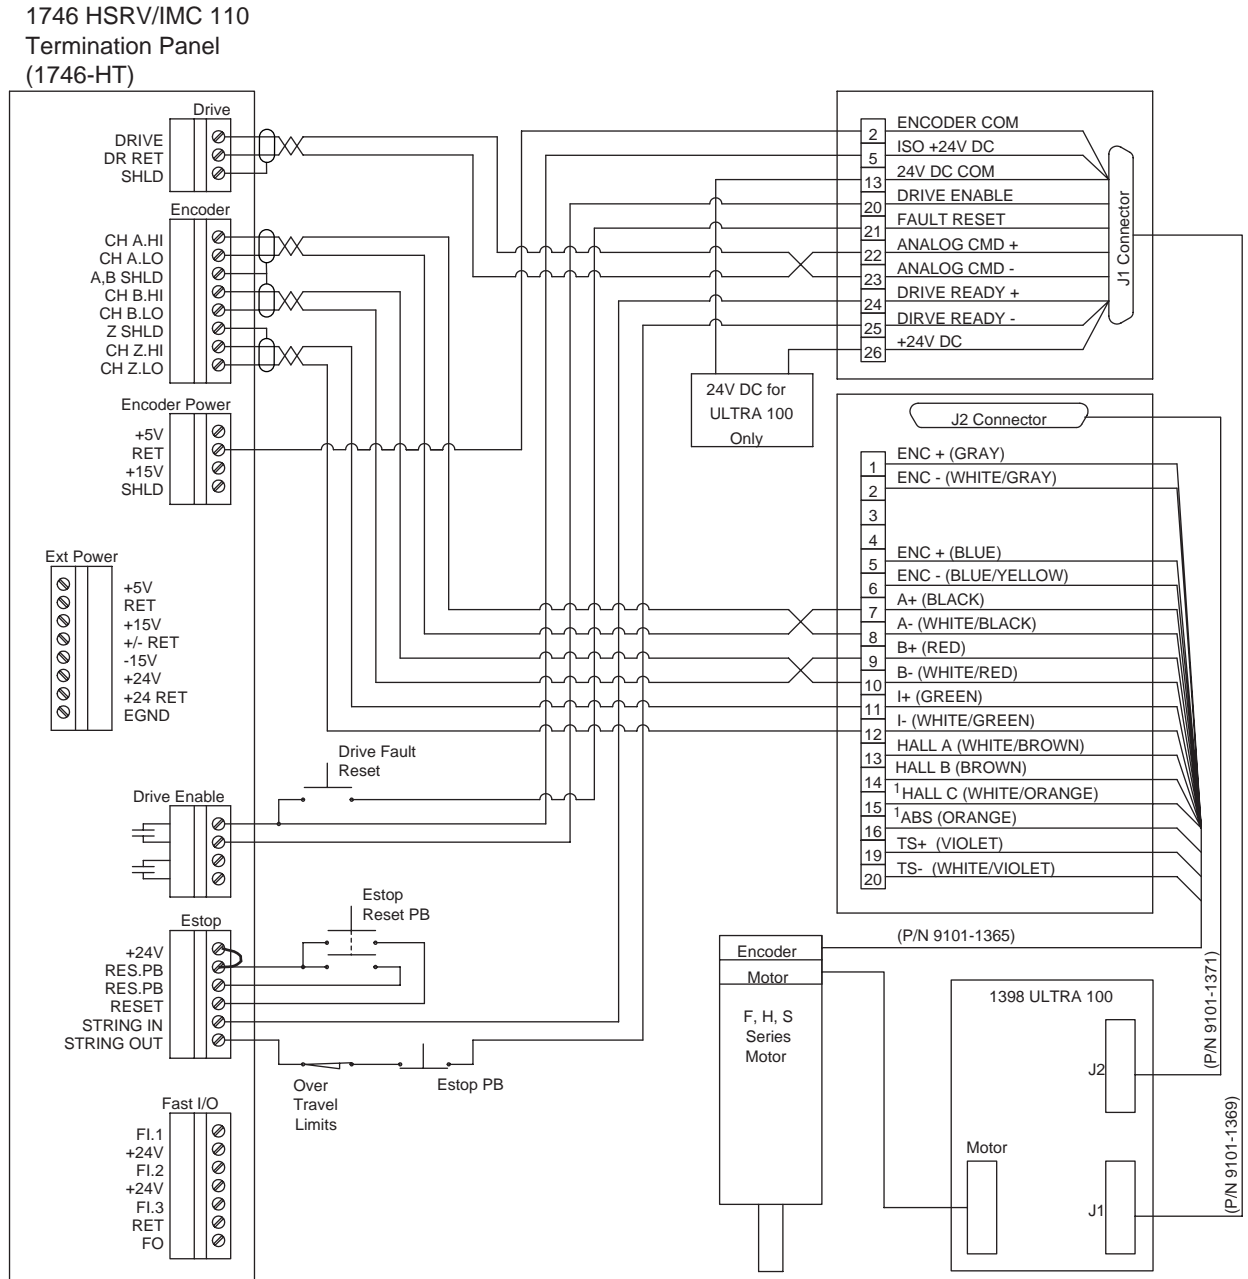 1746 HSRV/IMC 110
Termination Panel
(1746-HT)
Drive
DRIVE
DR RET
SHLD
Encoder
CH A.HI
CH A.LO
A,B SHLD
CH B.HI
CH B.LO
Z SHLD
CH Z.HI
CH Z.LO
Encoder Power
+5V
RET
+15V
SHLD
Ext Power
+5V
RET
+15V
+/- RET
-15V
+24V
+24 RET
EGND
Drive Fault
Reset
Drive Enable
Estop
Reset PB
Estop
+24V
RES.PB
RES.PB
RESET
STRING IN
STRING OUT
Over
Travel
Limits
Estop PB
Fast I/O
FI.1
+24V
FI.2
+24V
FI.3
RET
FO
2 ENCODER COM
5 ISO +24V DC
13 24V DC COM
20 DRIVE ENABLE
21 FAULT RESET
22 ANALOG CMD +
23 ANALOG CMD -
24 DRIVE READY +
25 DIRVE READY -
26 +24V DC
J1 Connector
24V DC for
ULTRA 100
Only
J2 Connector
1 ENC + (GRAY)
2 ENC - (WHITE/GRAY)
3
4
5 ENC + (BLUE)
6 ENC - (BLUE/YELLOW)
7 A+ (BLACK)
8 A- (WHITE/BLACK)
9 B+ (RED)
10 B- (WHITE/RED)
11 I+ (GREEN)
12 I- (WHITE/GREEN)
13 HALL A (WHITE/BROWN)
14 HALL B (BROWN)
15 1HALL C (WHITE/ORANGE)
16 1ABS (ORANGE)
19 TS+ (VIOLET)
20 TS- (WHITE/VIOLET)
(P/N 9101-1365)
(P/N 9101-1371)
(P/N 9101-1369)
Encoder
Motor
F, H, S
Series
Motor
1398 ULTRA 100
J2
Motor
J1